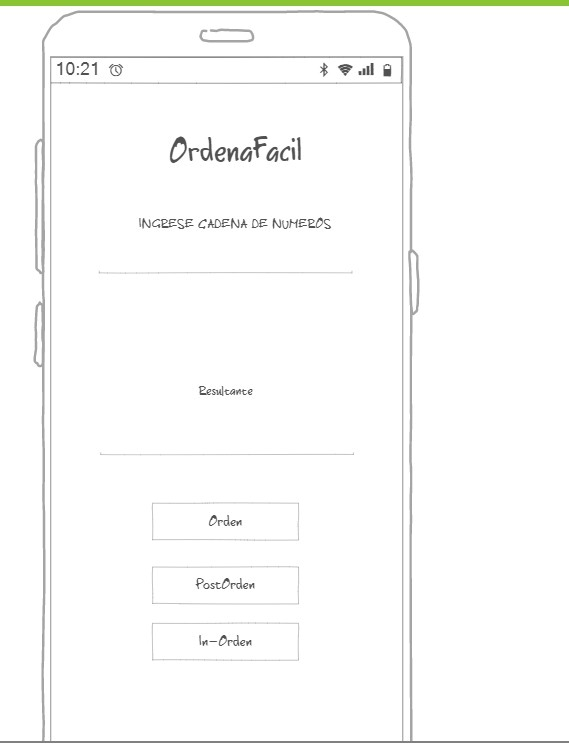 10:21
OrdenaFacil
INGRESE CADENA DE NUMEROS
Resultante
Orden
PostOrden
In-Orden